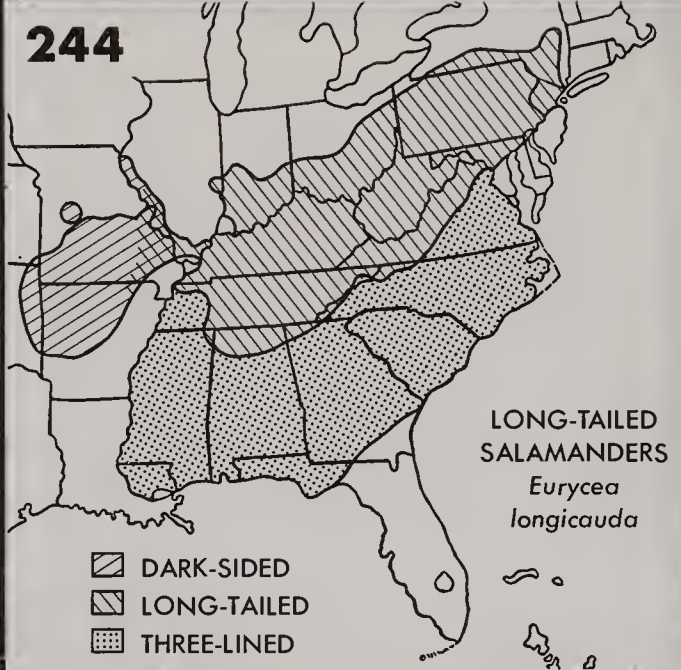 244
LONG-TAILED
SALAMANDERS
Eurycea
longicauda
DARK-SIDED
LONG-TAILED
THREE-LINED